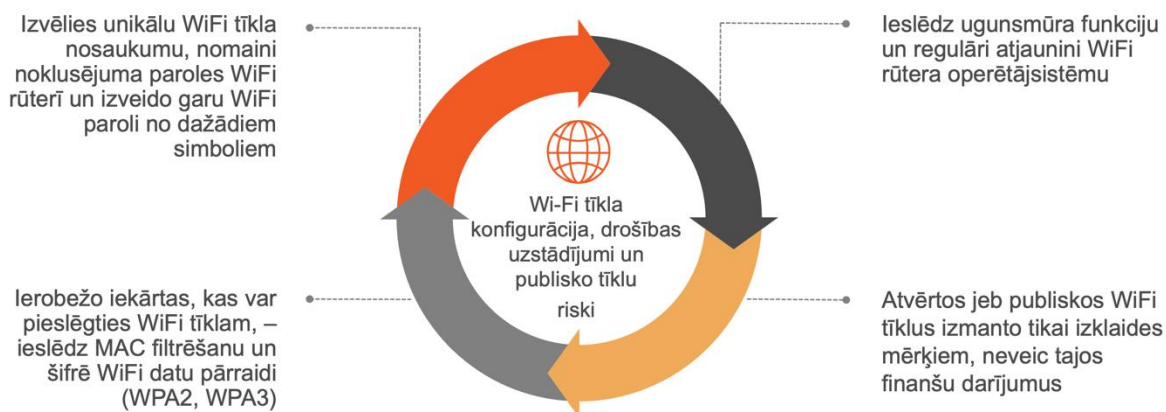 Izvēlies unikālu WiFi tīkla
nosaukumu, nomaini
noklusējuma paroles WiFi
rūterī un izveido garu WiFi
paroli no dažādiem
simboliem
Ieslēdz ugunsmūra funkciju
un regulāri atjaunini WiFi
rūtera operētājsistēmu
Wi-Fi tīkla
konfigurācija, drošības
uzstādījumi un
publisko tīklu
riski
Ierobežo iekārtas, kas var
pieslēgties WiFi tīklam, –
ieslēdz MAC filtrēšanu un
šifrē WiFi datu pārraidi
(WPA2, WPA3)
Atvērtos jeb publiskos WiFi
tīklus izmanto tikai izklaides
mērķiem, neveic tajos
finanšu darījumus